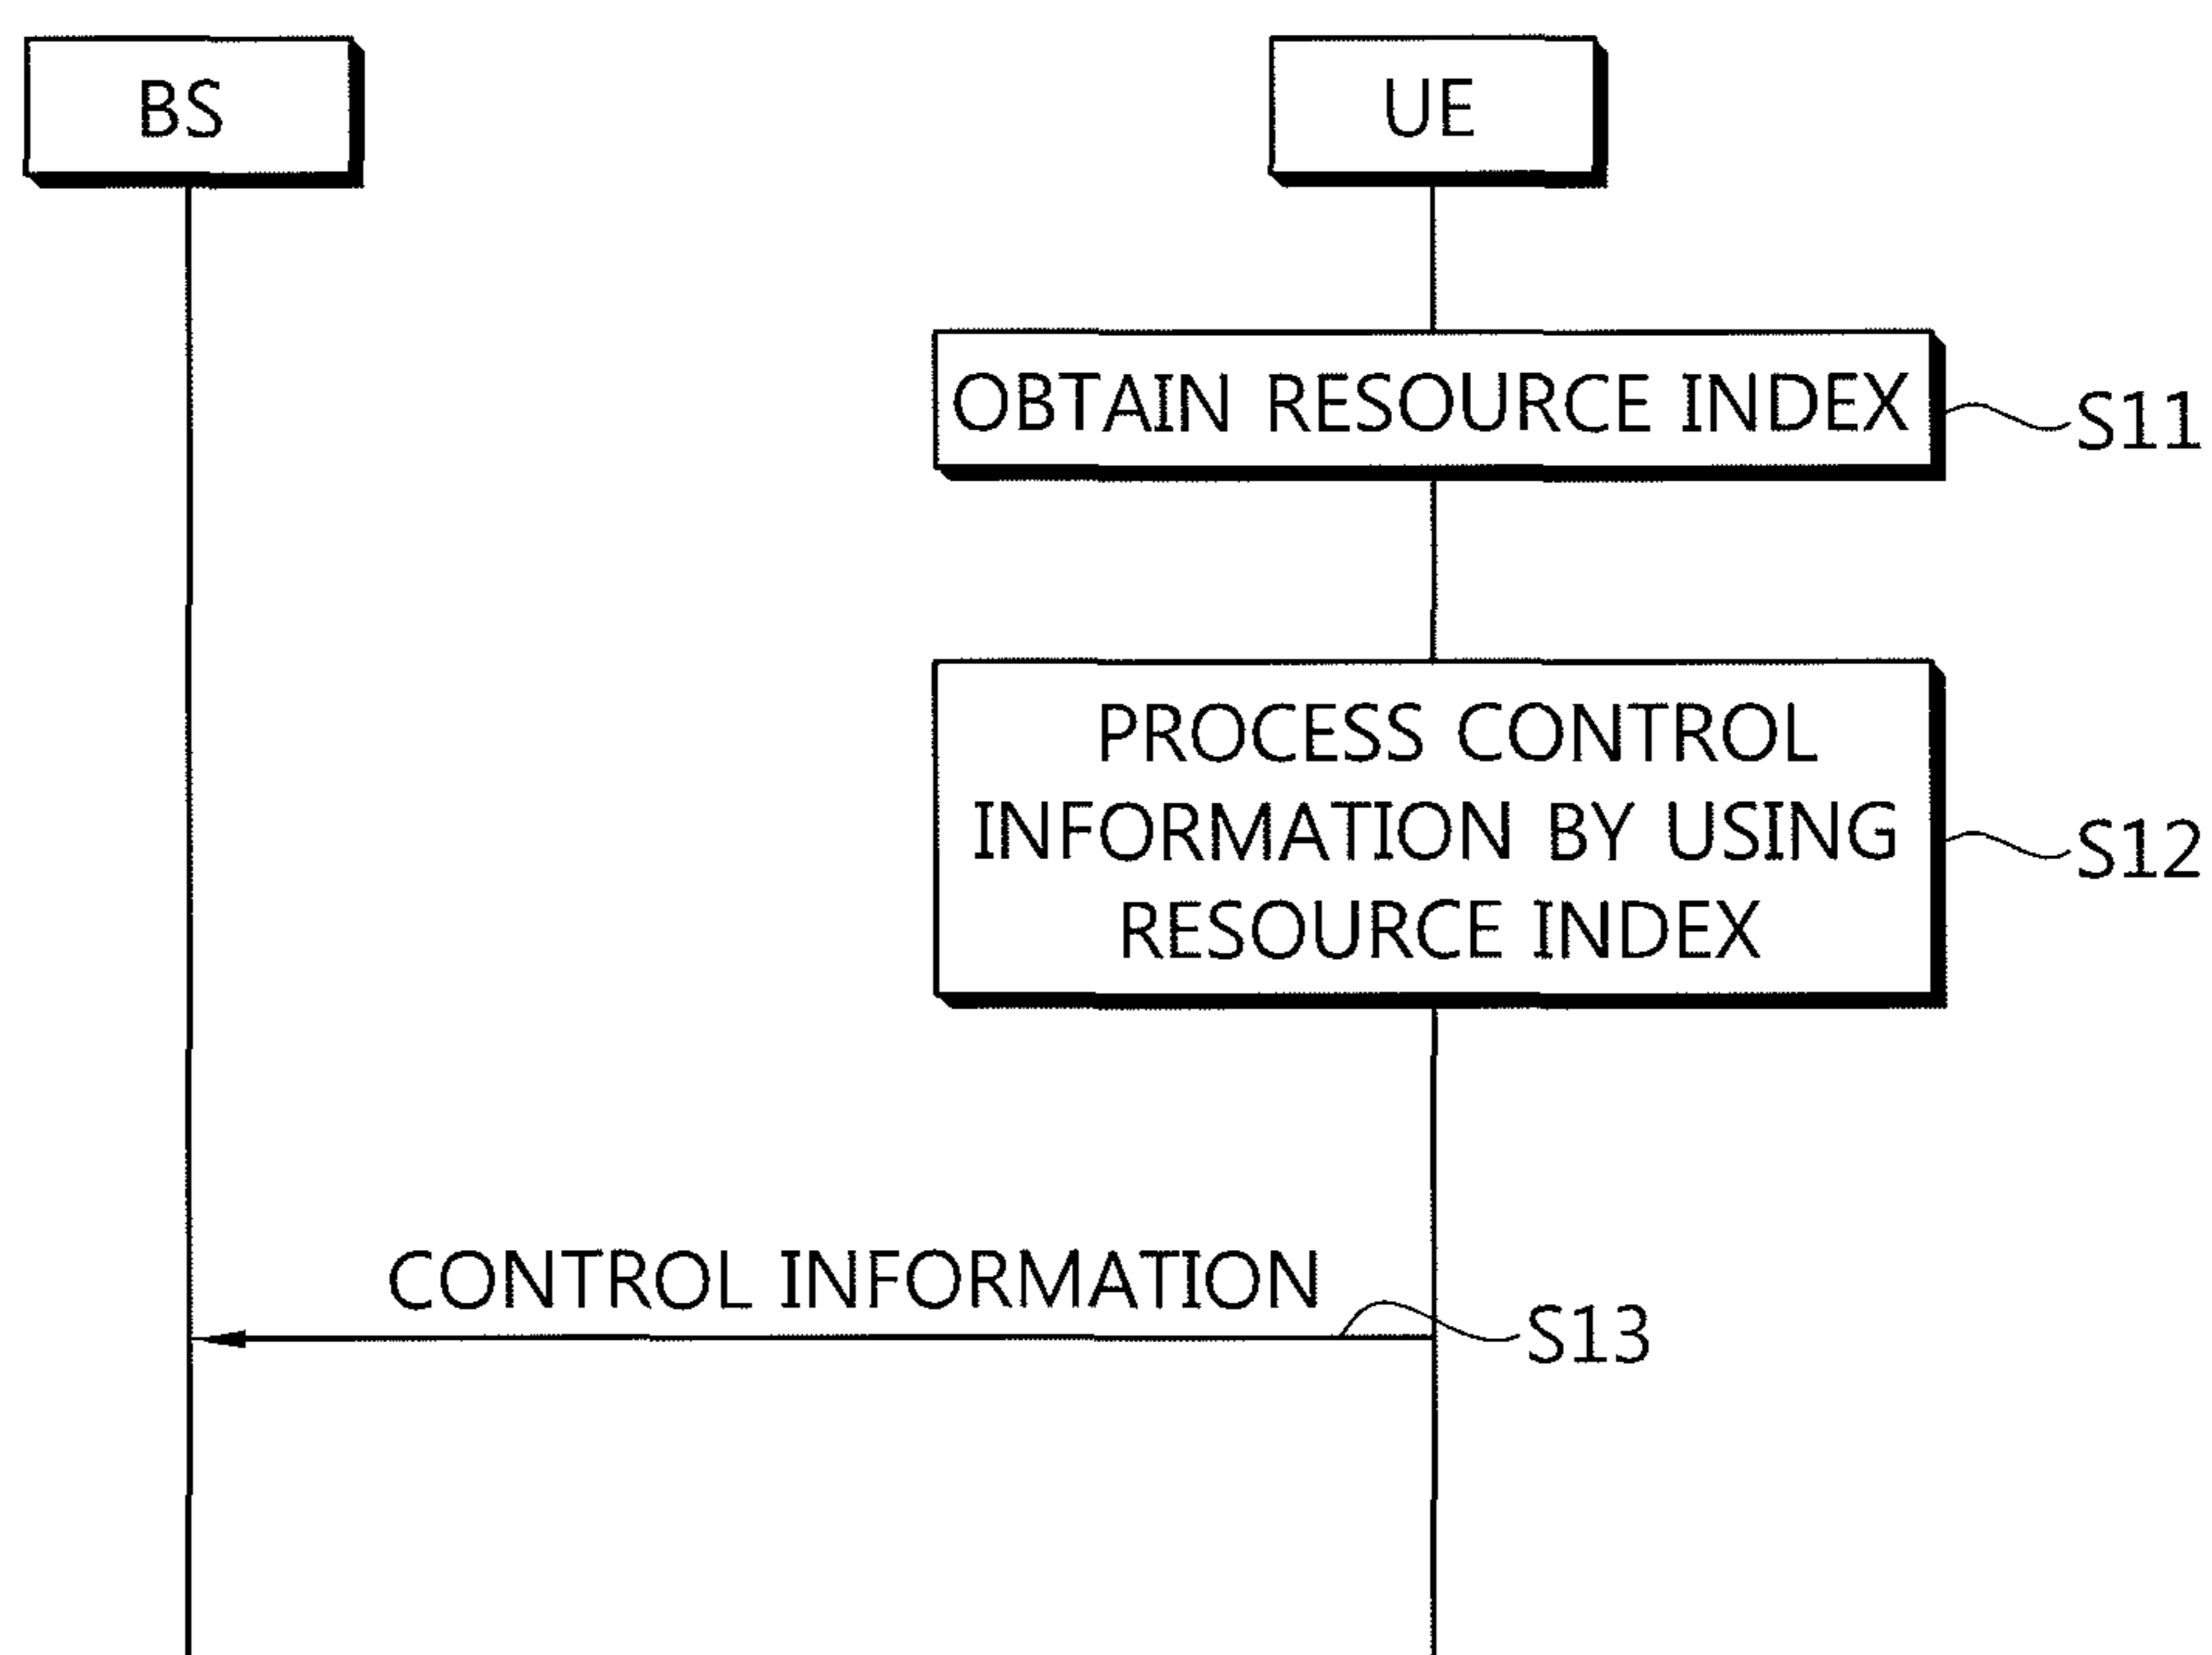 BS
UE
OBTAIN RESOURCE INDEX
S11
PROCESS CONTROL
INFORMATION BY USING
RESOURCE INDEX
S12
CONTROL INFORMATION
S13